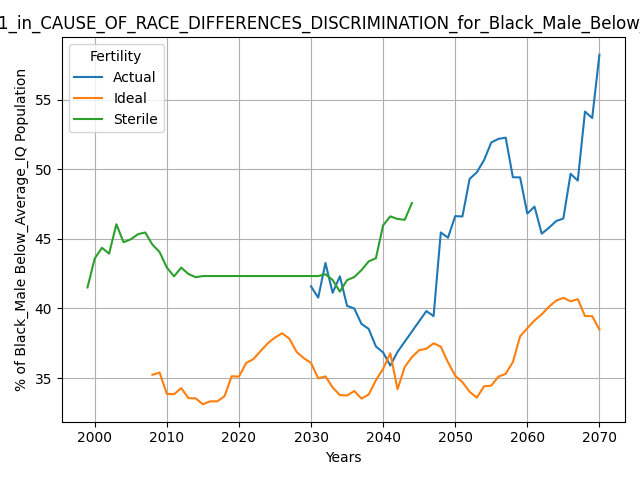 1_in_CAUSE_OF_RACE_DIFFERENCES_DISCRIMINATION_for_Black_Male_Below_
Fertility
Actual
Ideal
Sterile
% of Black_Male Below_Average_IQ Population
55
50
45
40
35
2000 2010 2020 2030 2040 2050 2060 2070
Years